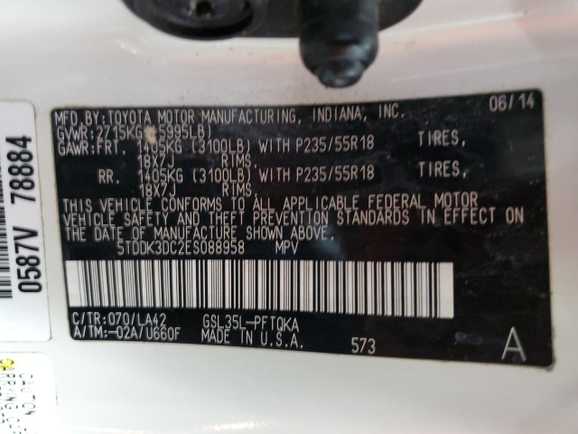 MFD.BY:TOYOTA MOTOR MANUFACTURING, INDIANA, INC. 06/14
GVWR:2715KG (5995LB)
GAWR:FRT. 1405KG (3100LB) WITH P235/55R18 TIRES,
18X7J RIMS,
RR. 1405KG (3100LB) WITH P235/55R18 TIRES,
18X7J RIMS.
THIS VEHICLE CONFORMS TO ALL APPLICABLE FEDERAL MOTOR
VEHICLE SAFETY AND THEFT PREVENTION STANDARDS IN EFFECT ON
THE DATE OF MANUFACTURE SHOWN ABOVE.
5TDDK3DC2ES088958 MPV
C/TR:070/LA42 GSL35L-PFTQKA
A/TM:-02A/U660F MADE IN U.S.A. 573 A
0587V 78884